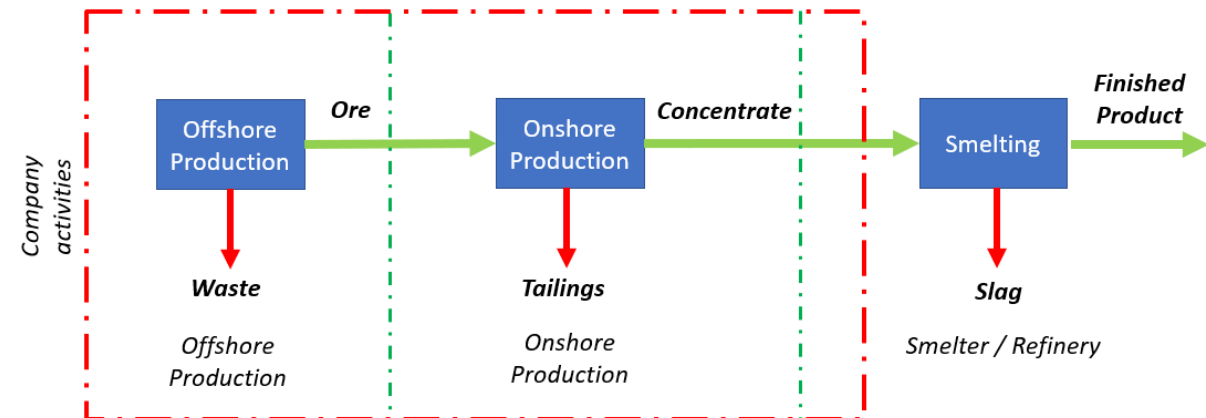 Company
activities
Offshore
Production
Ore
Waste
Offshore
Production
Onshore
Production
Concentrate
Tailings
Onshore
Production
Smelting
Finished
Product
Slag
Smelter / Refinery